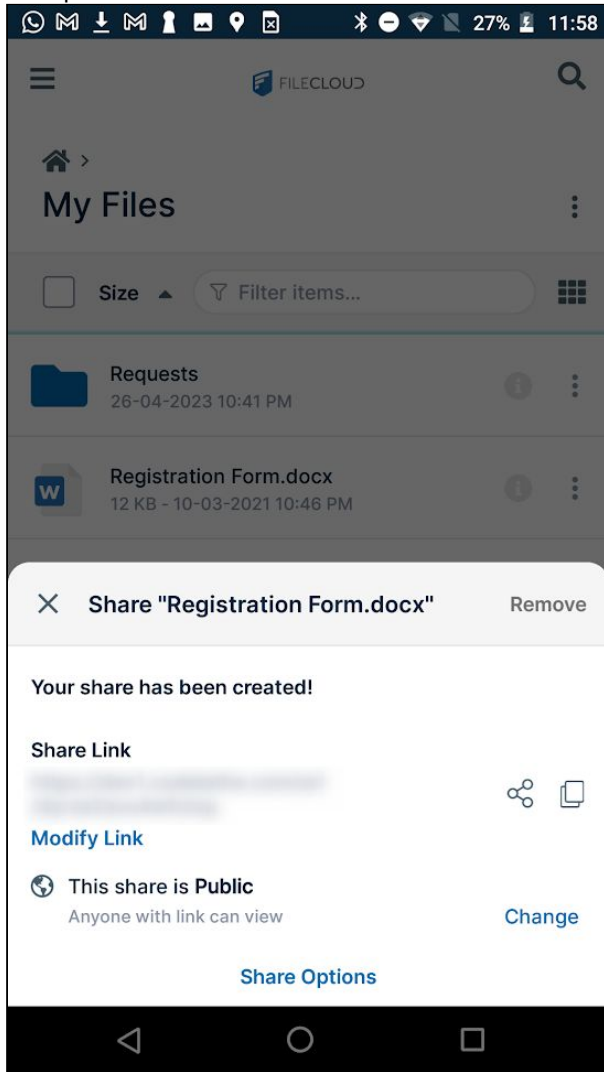 27% 11:58
FILECLOUD
My Files
Size Filter items...
Requests
26-04-2023 10:41 PM
W Registration Form.docx
12 KB - 10-03-2021 10:46 PM
Share "Registration Form.docx" Remove
Your share has been created!
Share Link
Modify Link
This share is Public
Anyone with link can view Change
Share Options